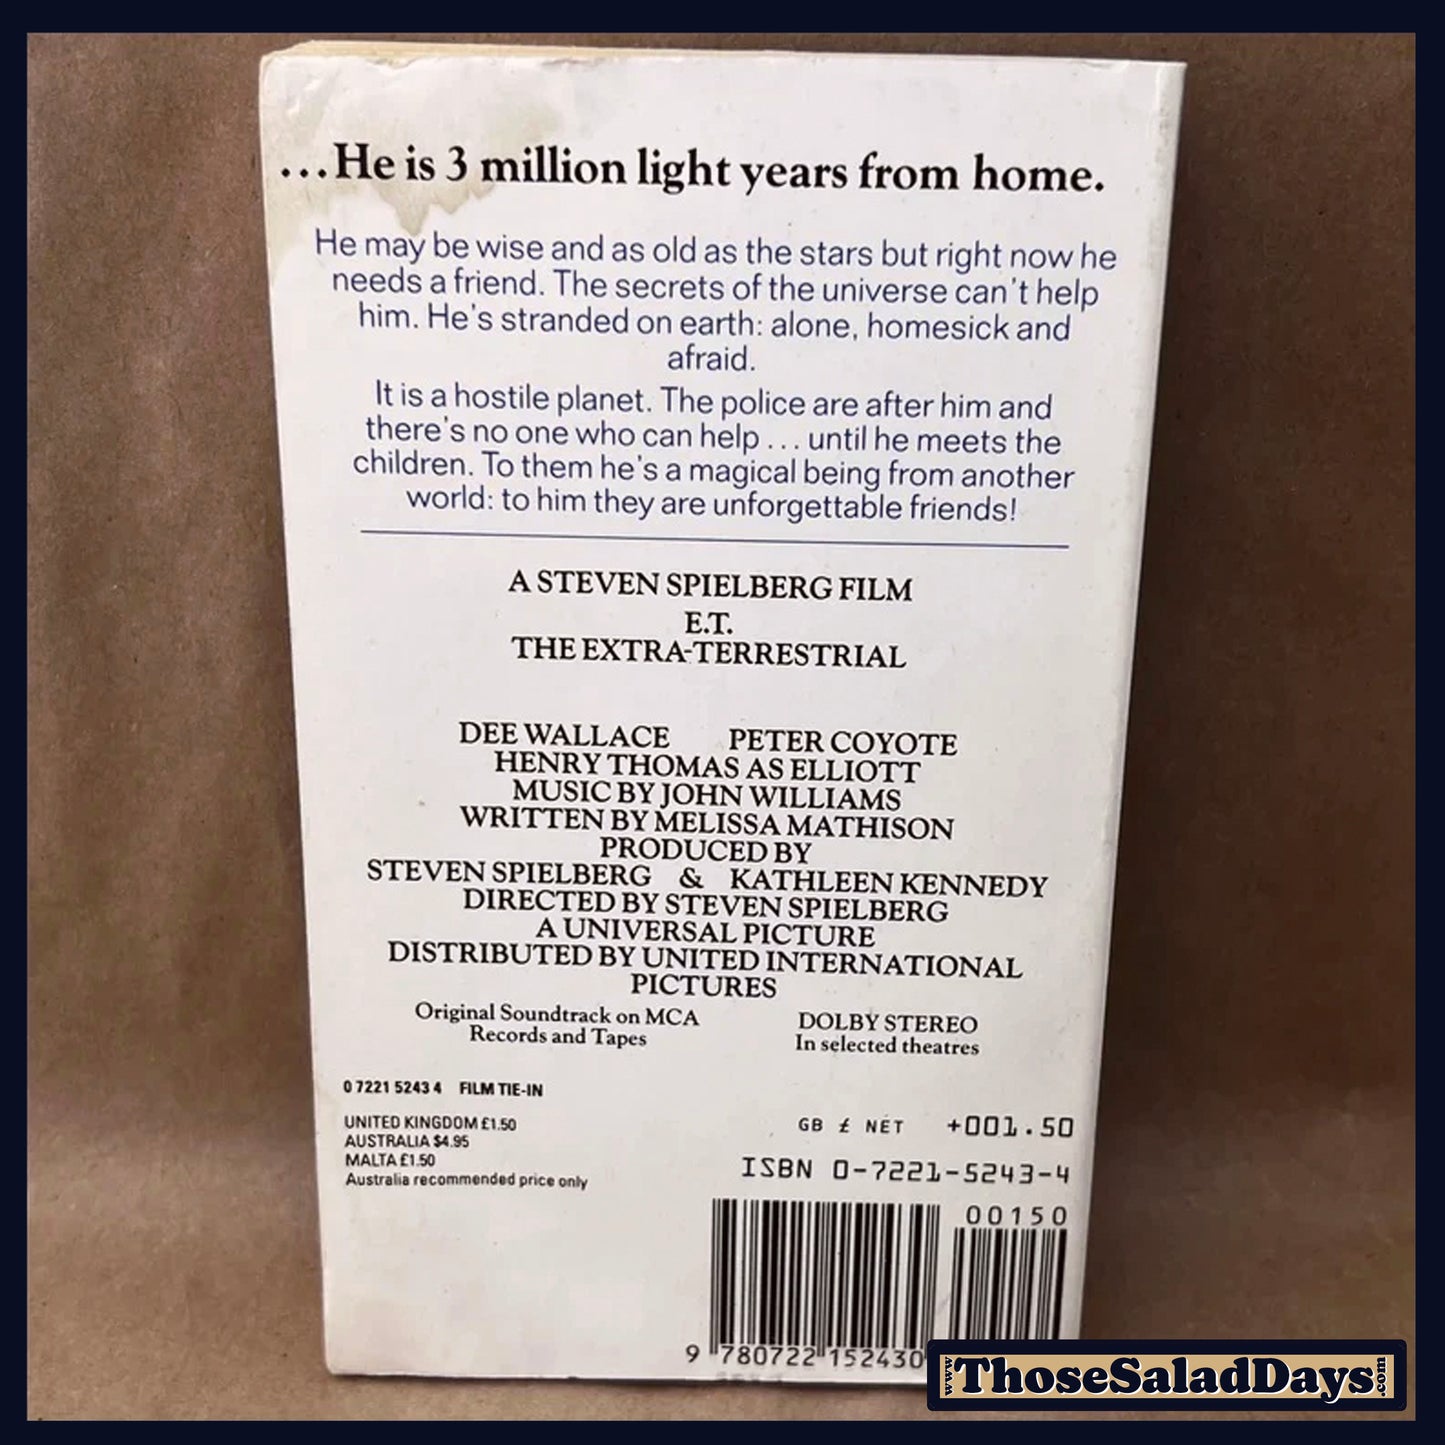 ...He is 3 million light years from home.
He may be wise and as old as the stars but right now he
needs a friend. The secrets of the universe can't help
him. He's stranded on earth: alone, homesick and
afraid.
It is a hostile planet. The police are after him and
there's no one who can help ... until he meets the
children. To them he's a magical being from another
world: to him they are unforgettable friends!
A STEVEN SPIELBERG FILM
E.T.
THE EXTRA-TERRESTRIAL
DEE WALLACE PETER COYOTE
HENRY THOMAS AS ELLIOTT
MUSIC BY JOHN WILLIAMS
WRITTEN BY MELISSA MATHISON
PRODUCED BY
STEVEN SPIELBERG & KATHLEEN KENNEDY
DIRECTED BY STEVEN SPIELBERG
A UNIVERSAL PICTURE
DISTRIBUTED BY UNITED INTERNATIONAL
PICTURES
Original Soundtrack on MCA
Records and Tapes
DOLBY STEREO
In selected theatres
0 7221 5243 4 FILM TIE-IN
UNITED KINGDOM £1.50
AUSTRALIA $4.95
MALTA £1.50
Australia recommended price only
GB £ NET +001.50
ISBN 0-7221-5243-4
00150
9 780722 152430
www.ThoseSaladDays.com